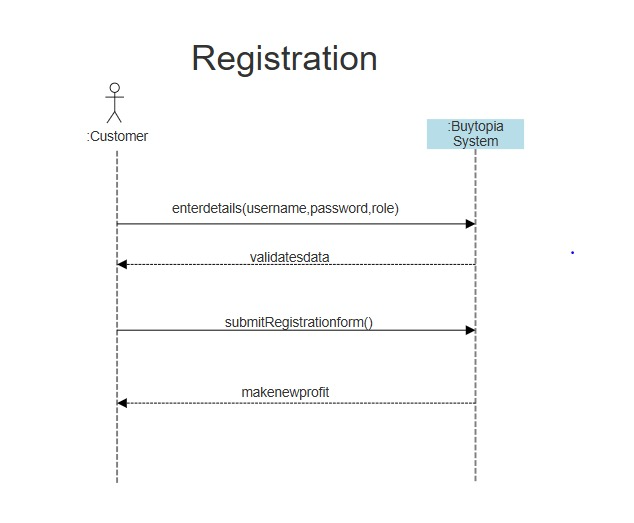 Registration
:Customer
:Buytopia
System
enterdetails(username,password,role)
validatesdata
submitRegistrationform()
makenewprofit